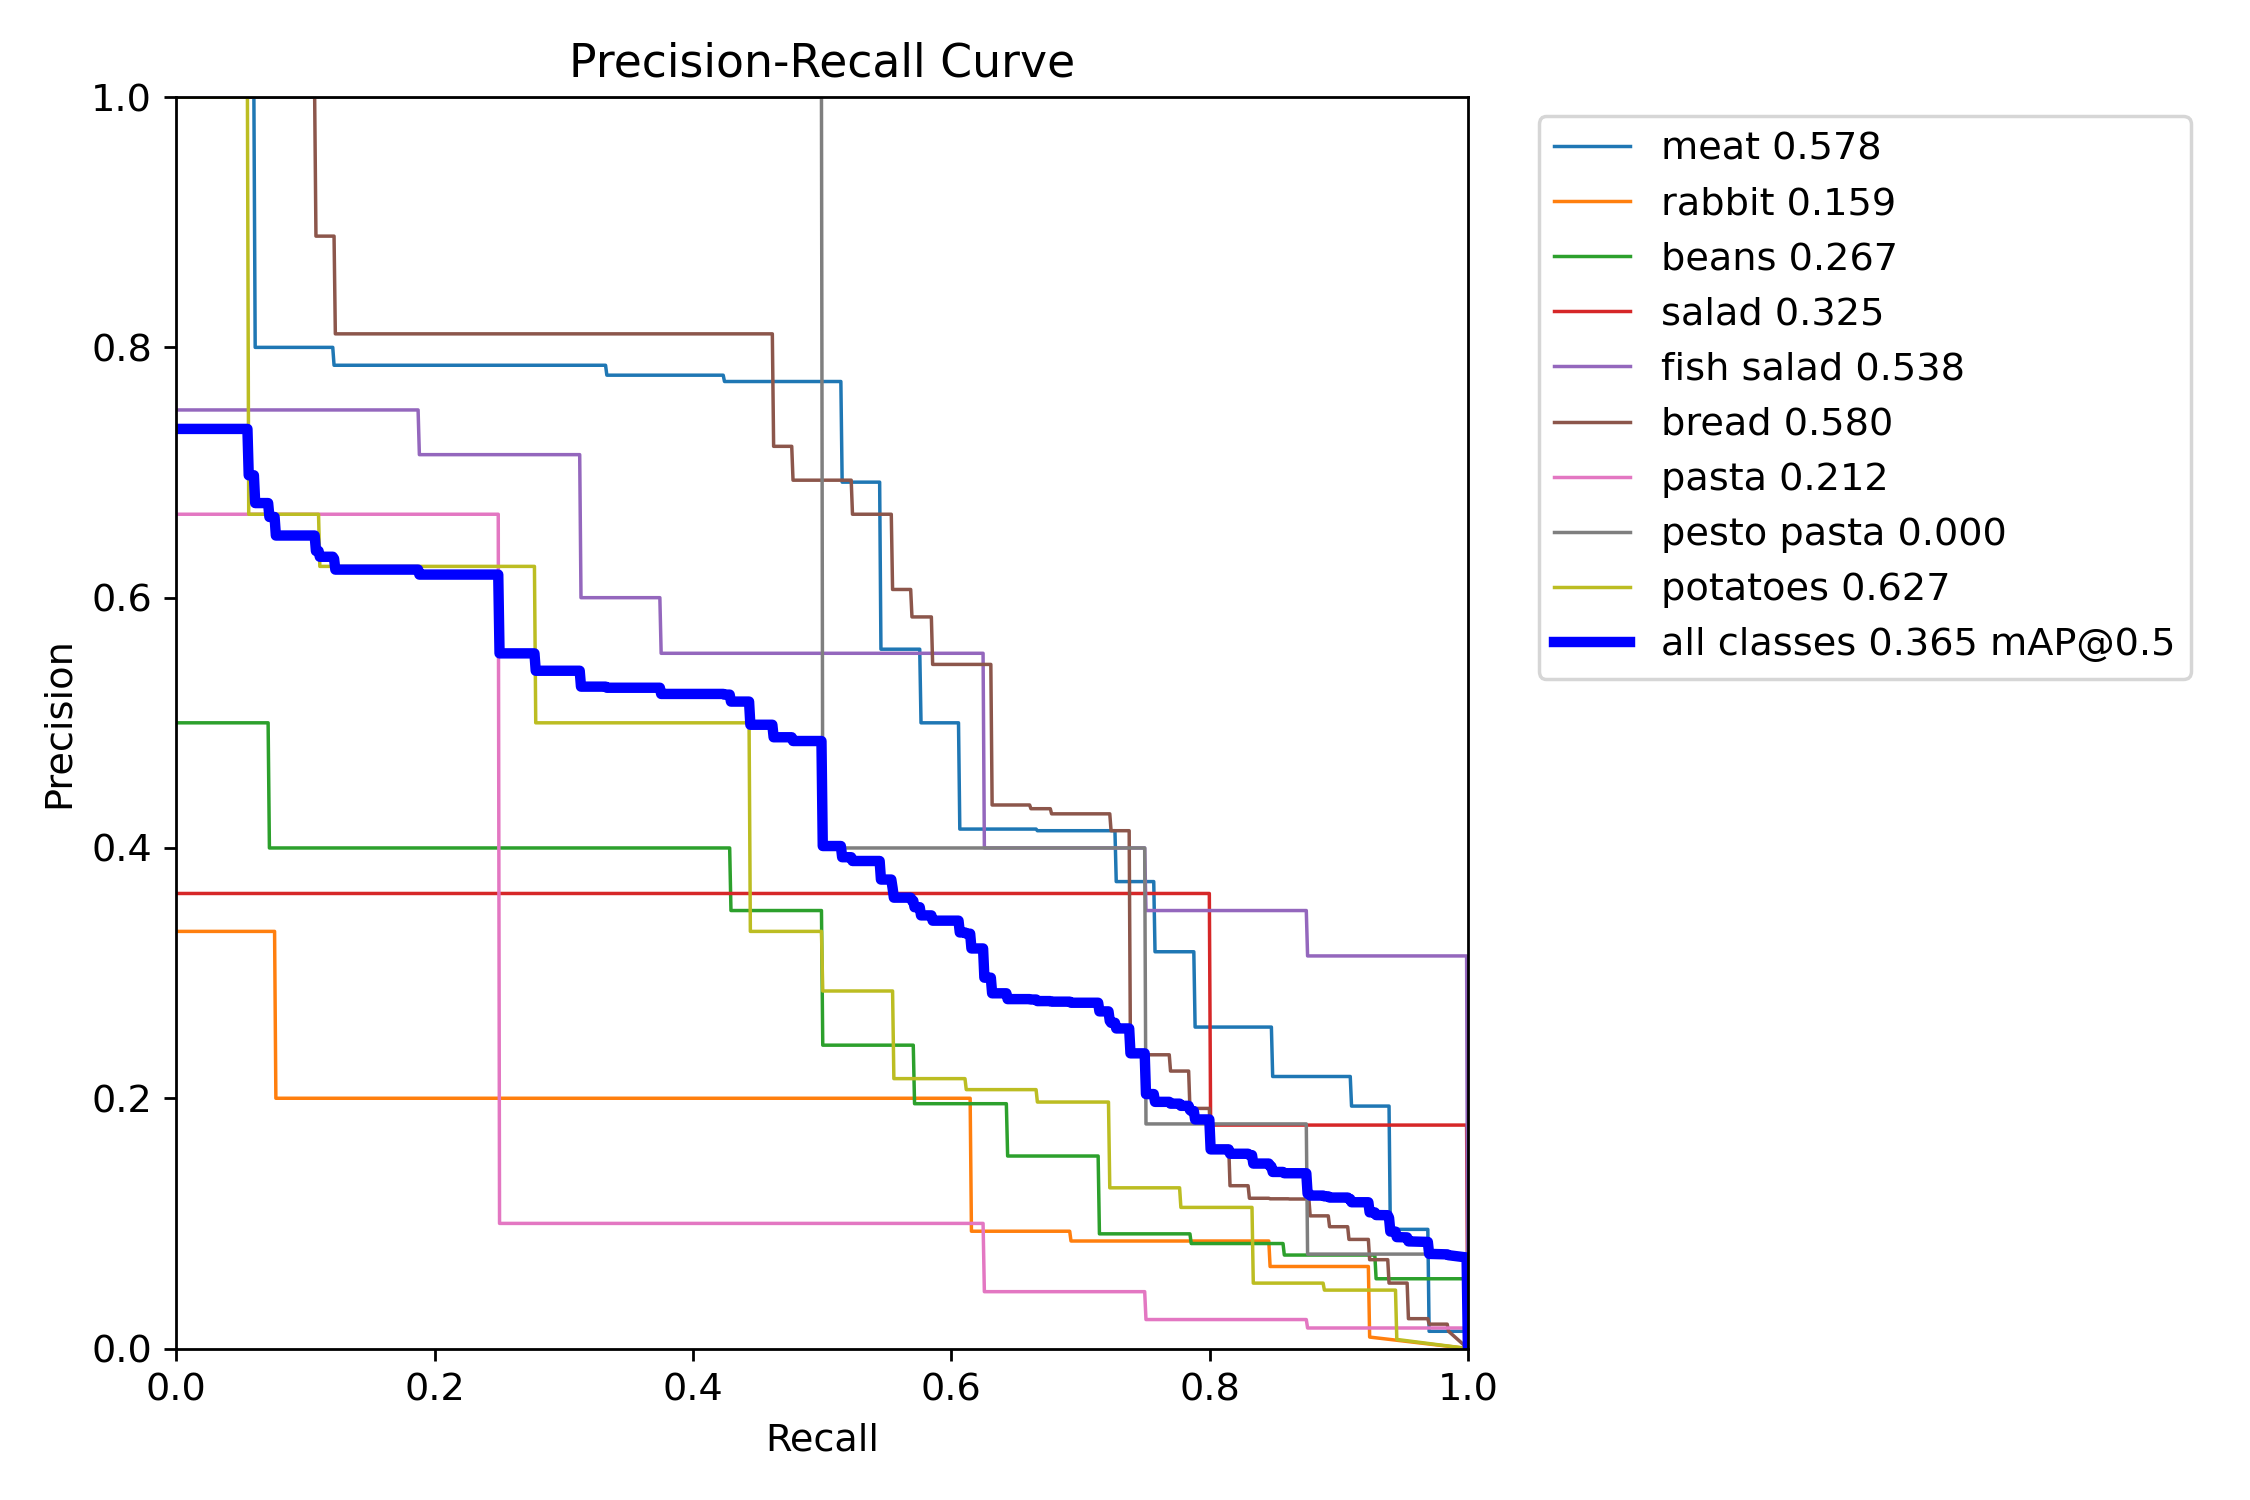 Precision-Recall Curve
1.0
0.8
0.6
0.4
0.2
0.0
Precision
0.0 0.2 0.4 0.6 0.8 1.0
Recall
meat 0.578
rabbit 0.159
beans 0.267
salad 0.325
fish salad 0.538
bread 0.580
pasta 0.212
pesto pasta 0.000
potatoes 0.627
all classes 0.365 mAP@0.5